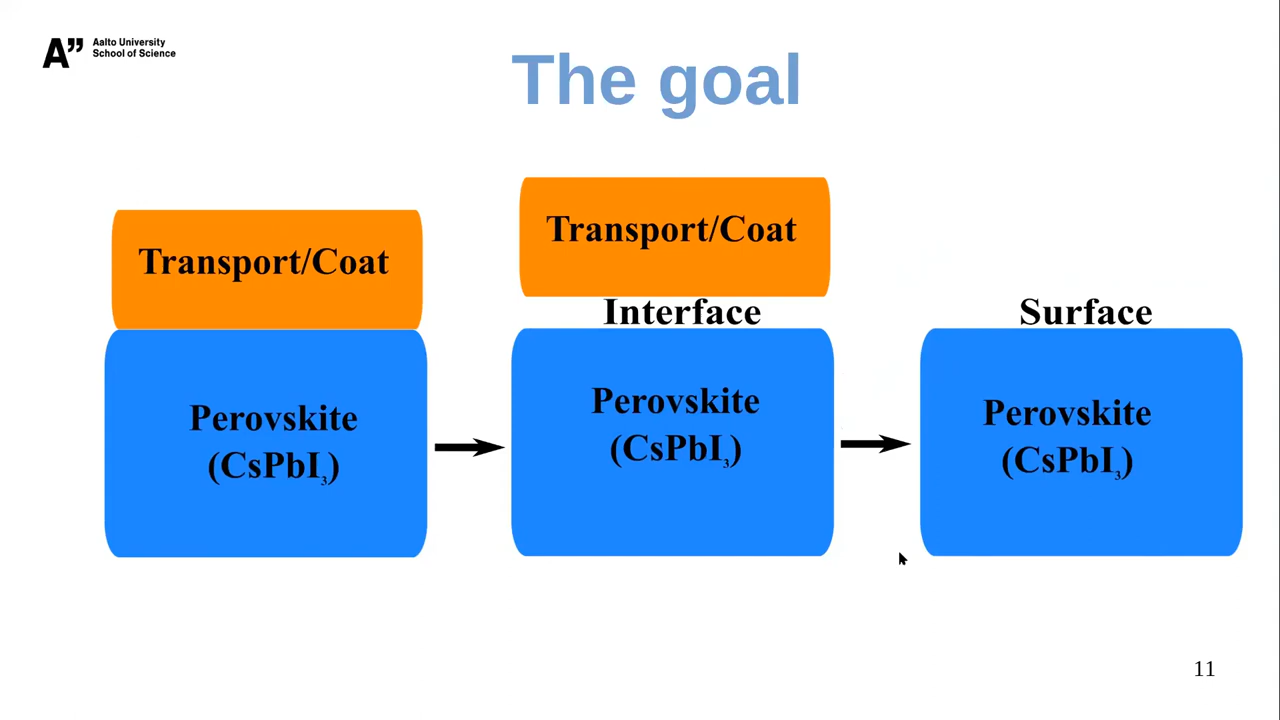 A”
Aalto University
School of Science
The goal
Transport/Coat
Perovskite
(CsPbI₃)
Transport/Coat
Interface
Perovskite
(CsPbI₃)
Surface
Perovskite
(CsPbI₃)
11